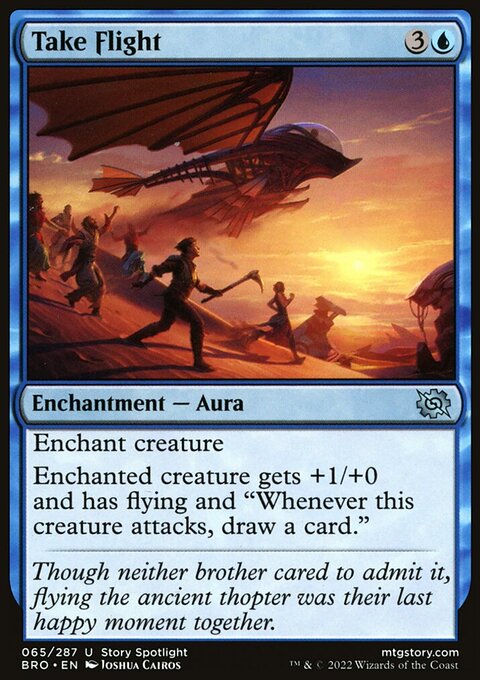 Take Flight 3
Enchantment — Aura
Enchant creature
Enchanted creature gets +1/+0
and has flying and “Whenever this
creature attacks, draw a card.”
Though neither brother cared to admit it,
flying the ancient thopter was their last
happy moment together.
065/287 U Story Spotlight
BRO • EN Joshua Cairos
mtgstory.com
™ & © 2022 Wizards of the Coast